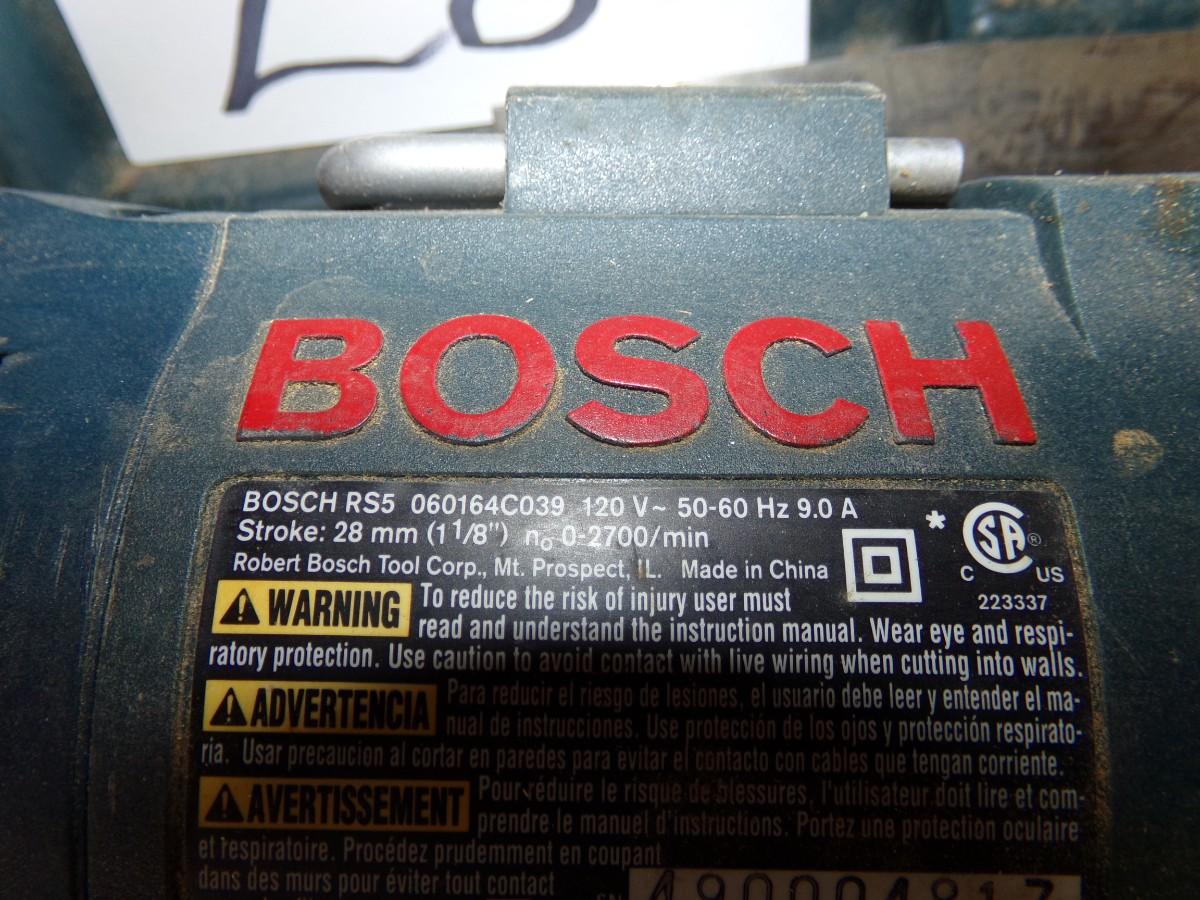 BOSCH
BOSCH RS5 060164C039 120 V~ 50-60 Hz 9.0 A
Stroke: 28 mm (1 1/8") n₀ 0-2700/min
Robert Bosch Tool Corp., Mt. Prospect, IL. Made in China
* CSA ®
C US
223337
WARNING To reduce the risk of injury user must
read and understand the instruction manual. Wear eye and respi-
ratory protection. Use caution to avoid contact with live wiring when cutting into walls.
ADVERTENCIA Para reducir el riesgo de lesiones, el usuario debe leer y entender el ma-
nual de instrucciones. Use protección de los ojos y protección respirato-
ria. Usar precaucion al cortar en paredes para evitar el contacto con cables que tengan corriente.
AVERTISSEMENT Pour réduire le risque de blessures, l'utilisateur doit lire et com-
prendre le manuel d'instructions. Portez une protection oculaire
et respiratoire. Procédez prudemment en coupant
dans des murs pour éviter tout contact
SN 490004817